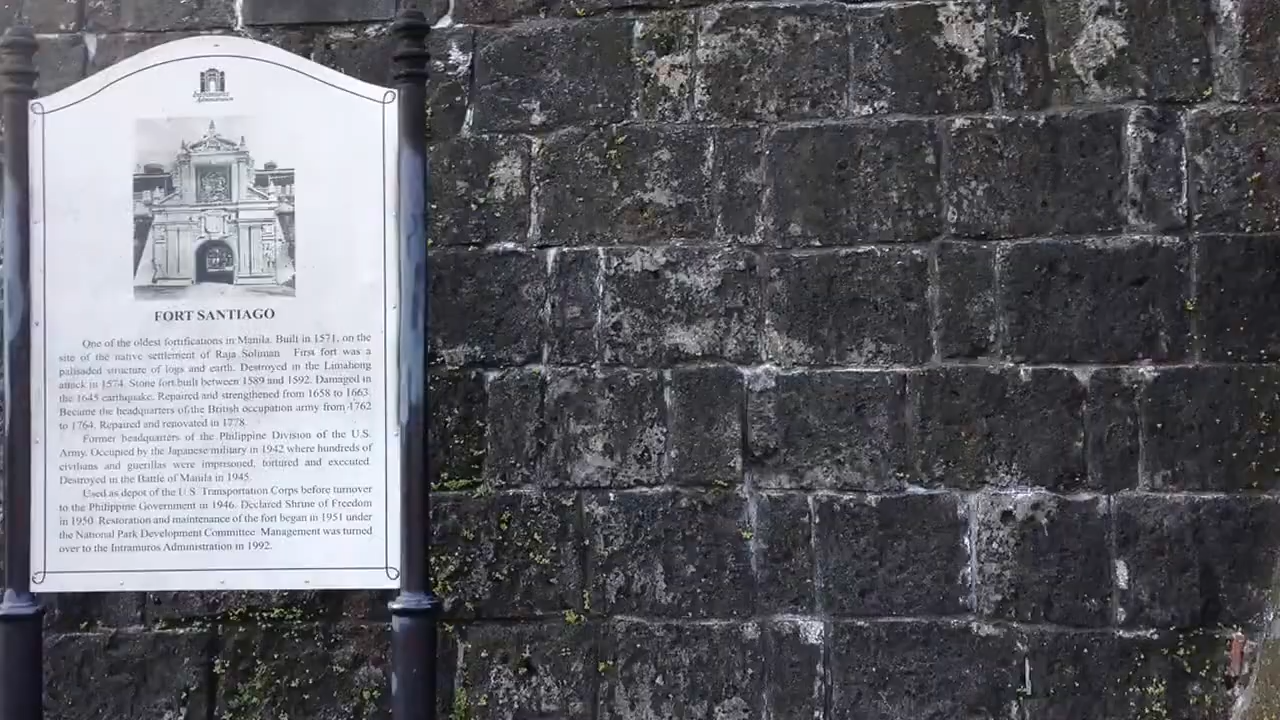 Intramuros
Administration
FORT SANTIAGO
One of the oldest fortifications in Manila. Built in 1571, on the
site of the native settlement of Raja Soliman First fort was a
palisaded structure of logs and earth. Destroyed in the Limahong
attack in 1574. Stone fort built between 1589 and 1592. Damaged in
the 1645 earthquake. Repaired and strengthened from 1658 to 1663.
Became the headquarters of the British occupation army from 1762
to 1764. Repaired and renovated in 1778.
Former headquarters of the Philippine Division of the U.S.
Army. Occupied by the Japanese military in 1942 where hundreds of
civilians and guerillas were imprisoned, tortured and executed.
Destroyed in the Battle of Manila in 1945.
Used as depot of the U.S. Transportation Corps before turnover
to the Philippine Government in 1946. Declared Shrine of Freedom
in 1950. Restoration and maintenance of the fort began in 1951 under
the National Park Development Committee. Management was turned
over to the Intramuros Administration in 1992.